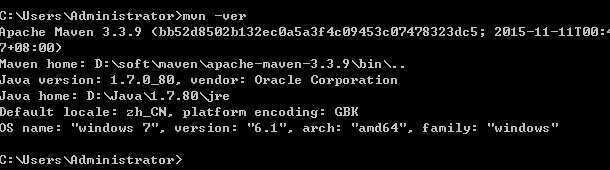 C:\Users\Administrator>mvn -ver
Apache Maven 3.3.9 (bb52d8502b132ec0a5a3f4c09453c07478323dc5; 2015-11-11T00:4
7+08:00)
Maven home: D:\soft\maven\apache-maven-3.3.9\bin\..
Java version: 1.7.0_80, vendor: Oracle Corporation
Java home: D:\Java\1.7.80\jre
Default locale: zh_CN, platform encoding: GBK
OS name: "windows 7", version: "6.1", arch: "amd64", family: "windows"
C:\Users\Administrator>